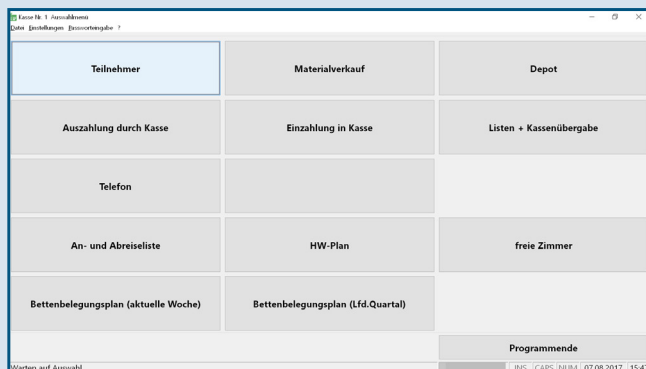 Kasse Nr. 1 Auswahlmenü
Datei Einstellungen Passworteingabe ?
Teilnehmer Materialverkauf Depot
Auszahlung durch Kasse Einzahlung in Kasse Listen + Kassenübergabe
Telefon
An- und Abreiseliste HW-Plan freie Zimmer
Bettenbelegungsplan (aktuelle Woche) Bettenbelegungsplan (Lfd.Quartal)
Programmende
Warten auf Auswahl INS CAPS NUM 07.08.2017 15:47